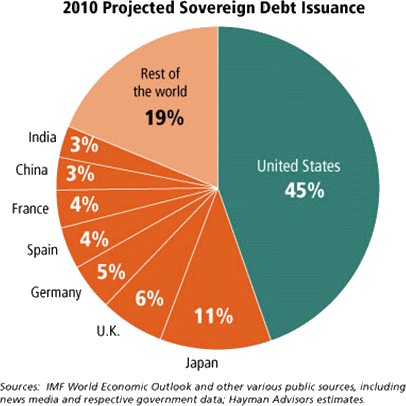 2010 Projected Sovereign Debt Issuance
Rest of
the world
19%
United States
45%
India
3%
China
3%
France
4%
Spain
4%
Germany
5%
U.K.
6%
Japan
11%
Sources: IMF World Economic Outlook and other various public sources, including
news media and respective government data; Hayman Advisors estimates.